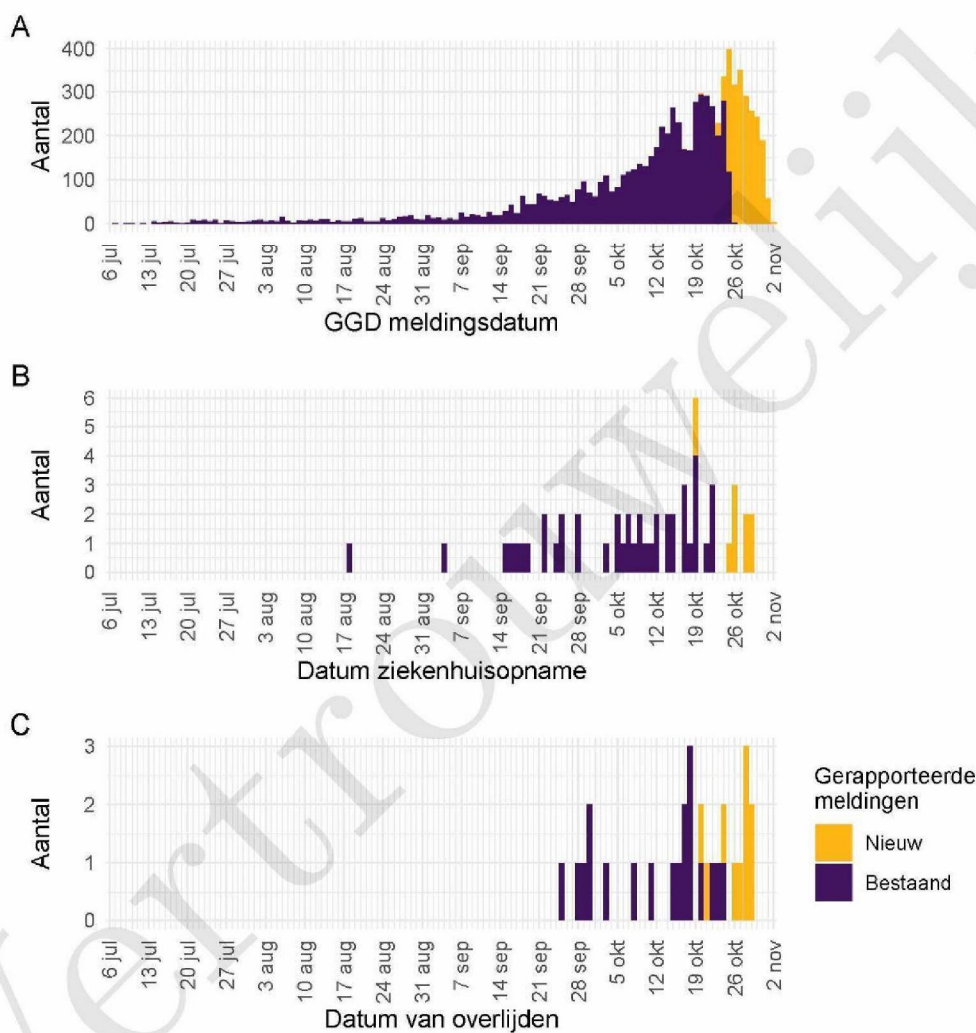 A
Aantal
400
300
200
100
0
6 jul
13 jul
20 jul
27 jul
3 aug
10 aug
17 aug
24 aug
31 aug
7 sep
14 sep
21 sep
28 sep
5 okt
12 okt
19 okt
26 okt
2 nov
GGD meldingsdatum
B
Aantal
6
5
4
3
2
1
0
6 jul
13 jul
20 jul
27 jul
3 aug
10 aug
17 aug
24 aug
31 aug
7 sep
14 sep
21 sep
28 sep
5 okt
12 okt
19 okt
26 okt
2 nov
Datum ziekenhuisopname
C
Aantal
3
2
1
0
6 jul
13 jul
20 jul
27 jul
3 aug
10 aug
17 aug
24 aug
31 aug
7 sep
14 sep
21 sep
28 sep
5 okt
12 okt
19 okt
26 okt
2 nov
Datum van overlijden
Gerapporteerde
meldingen
Nieuw
Bestaand